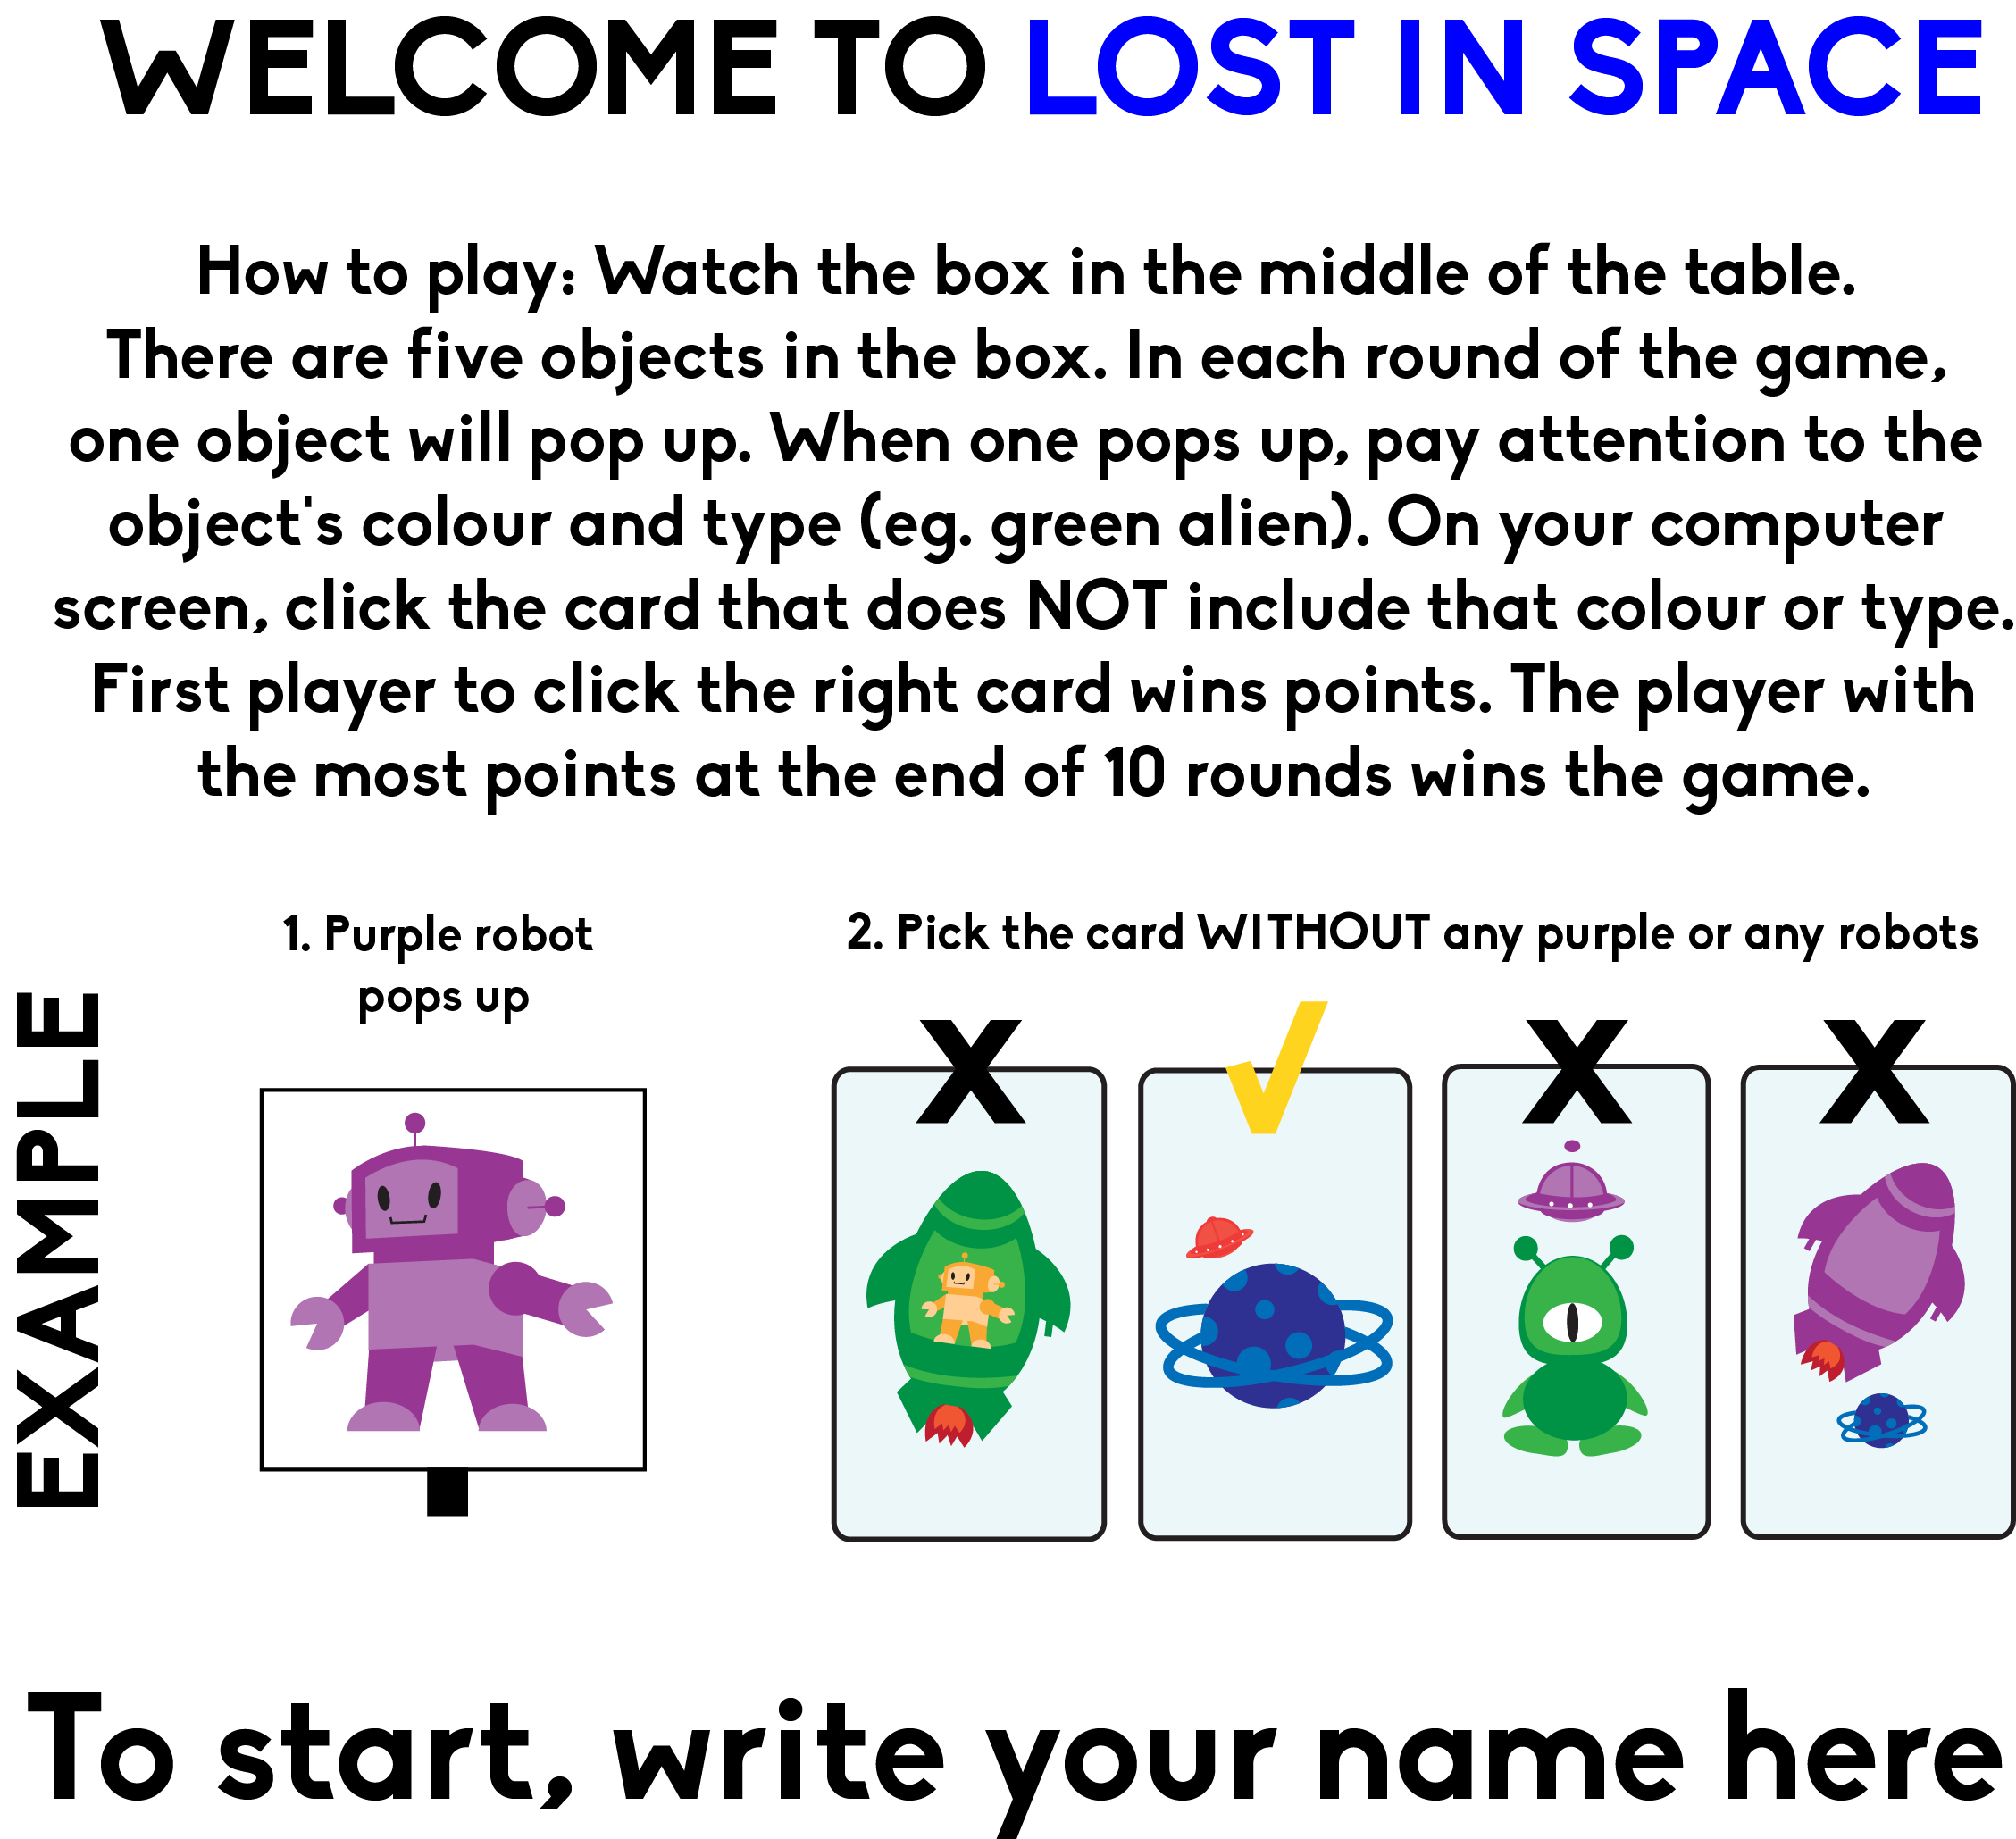 WELCOME TO LOST IN SPACE
How to play: Watch the box in the middle of the table.
There are five objects in the box. In each round of the game,
one object will pop up. When one pops up, pay attention to the
object's colour and type (eg. green alien). On your computer
screen, click the card that does NOT include that colour or type.
First player to click the right card wins points. The player with
the most points at the end of 10 rounds wins the game.
EXAMPLE
1. Purple robot
pops up
2. Pick the card WITHOUT any purple or any robots
X
X
X
To start, write your name here